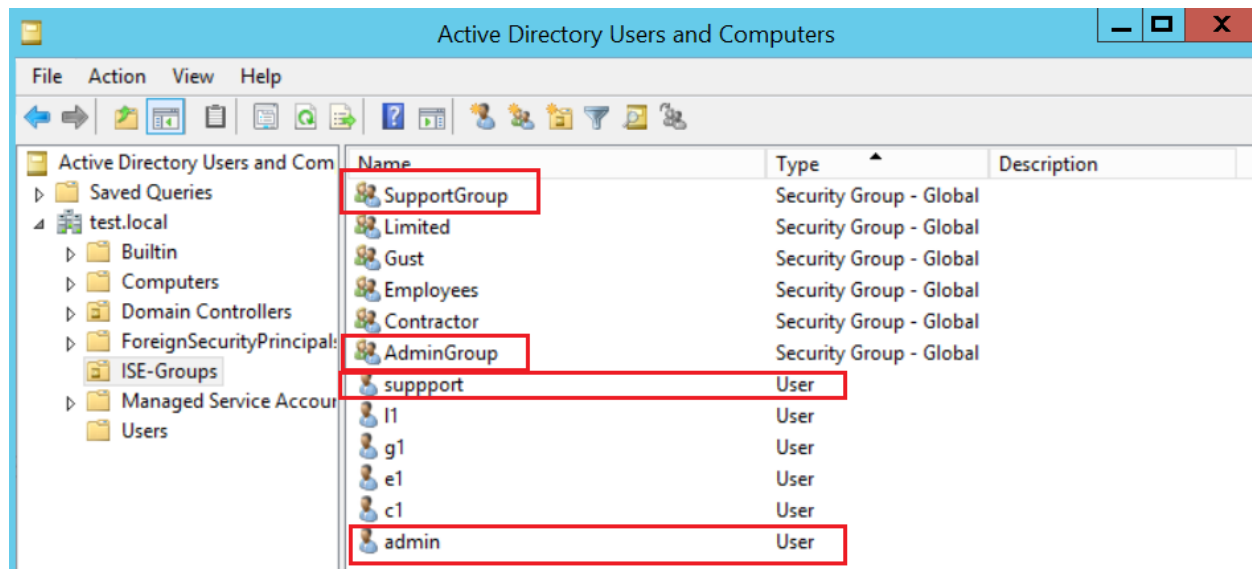 Active Directory Users and Computers
File Action View Help
Active Directory Users and Com
Saved Queries
test.local
Builtin
Computers
Domain Controllers
ForeignSecurityPrincipals
ISE-Groups
Managed Service Accour
Users
Name Type Description
SupportGroup Security Group - Global
Limited Security Group - Global
Gust Security Group - Global
Employees Security Group - Global
Contractor Security Group - Global
AdminGroup Security Group - Global
suppport User
l1 User
g1 User
e1 User
c1 User
admin User